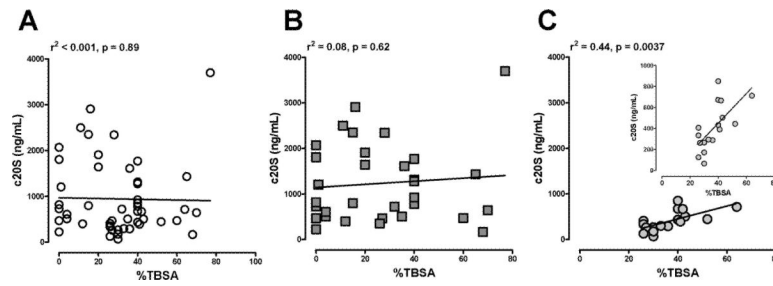 A
r² < 0.001, p = 0.89
c20S (ng/mL)
4000
3000
2000
1000
0
0 20 40 60 80 100
%TBSA
B
r² = 0.08, p = 0.62
c20S (ng/mL)
4000
3000
2000
1000
0
0 20 40 60 80
%TBSA
C
r² = 0.44, p = 0.0037
c20S (ng/mL)
4000
3000
2000
1000
0
0 20 40 60 80
%TBSA
c20S (ng/mL)
1000
800
600
400
200
0
0 20 40 60 80
%TBSA